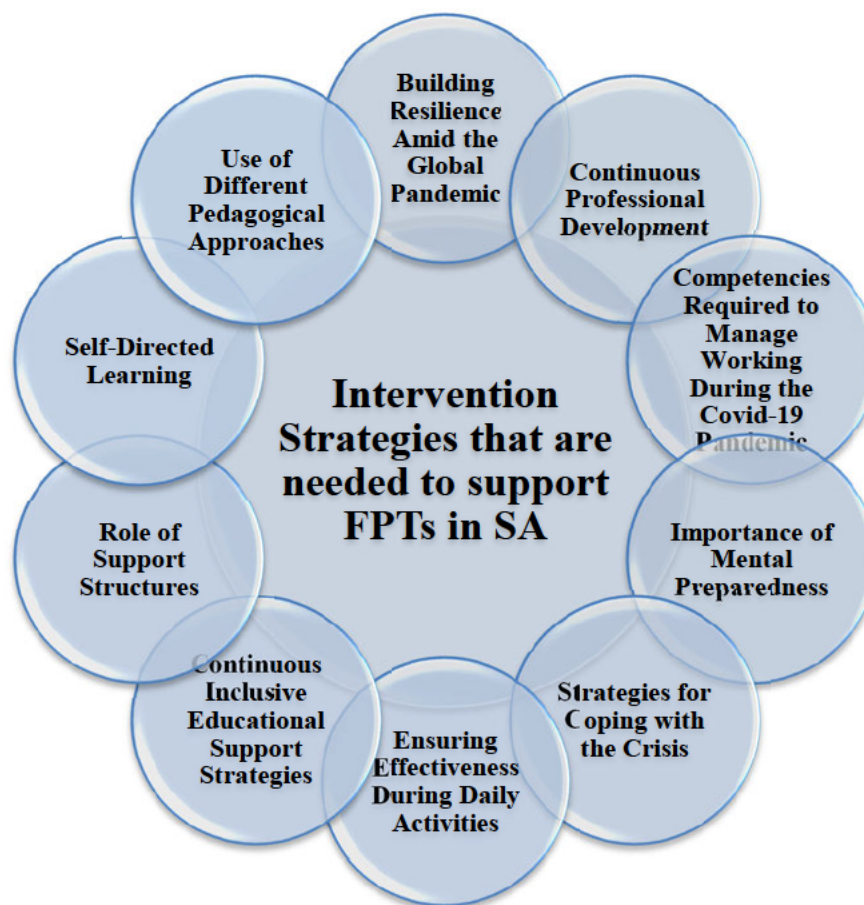 Building
Resilience
Amid the
Global
Pandemic
Continuous
Professional
Development
Competencies
Required to
Manage
Working
During the
Covid-19
Pandemic
Importance of
Mental
Preparedness
Strategies for
Coping with
the Crisis
Ensuring
Effectiveness
During Daily
Activities
Continuous
Inclusive
Educational
Support
Strategies
Role of
Support
Structures
Self-Directed
Learning
Use of
Different
Pedagogical
Approaches
Intervention
Strategies that are
needed to support
FPTs in SA